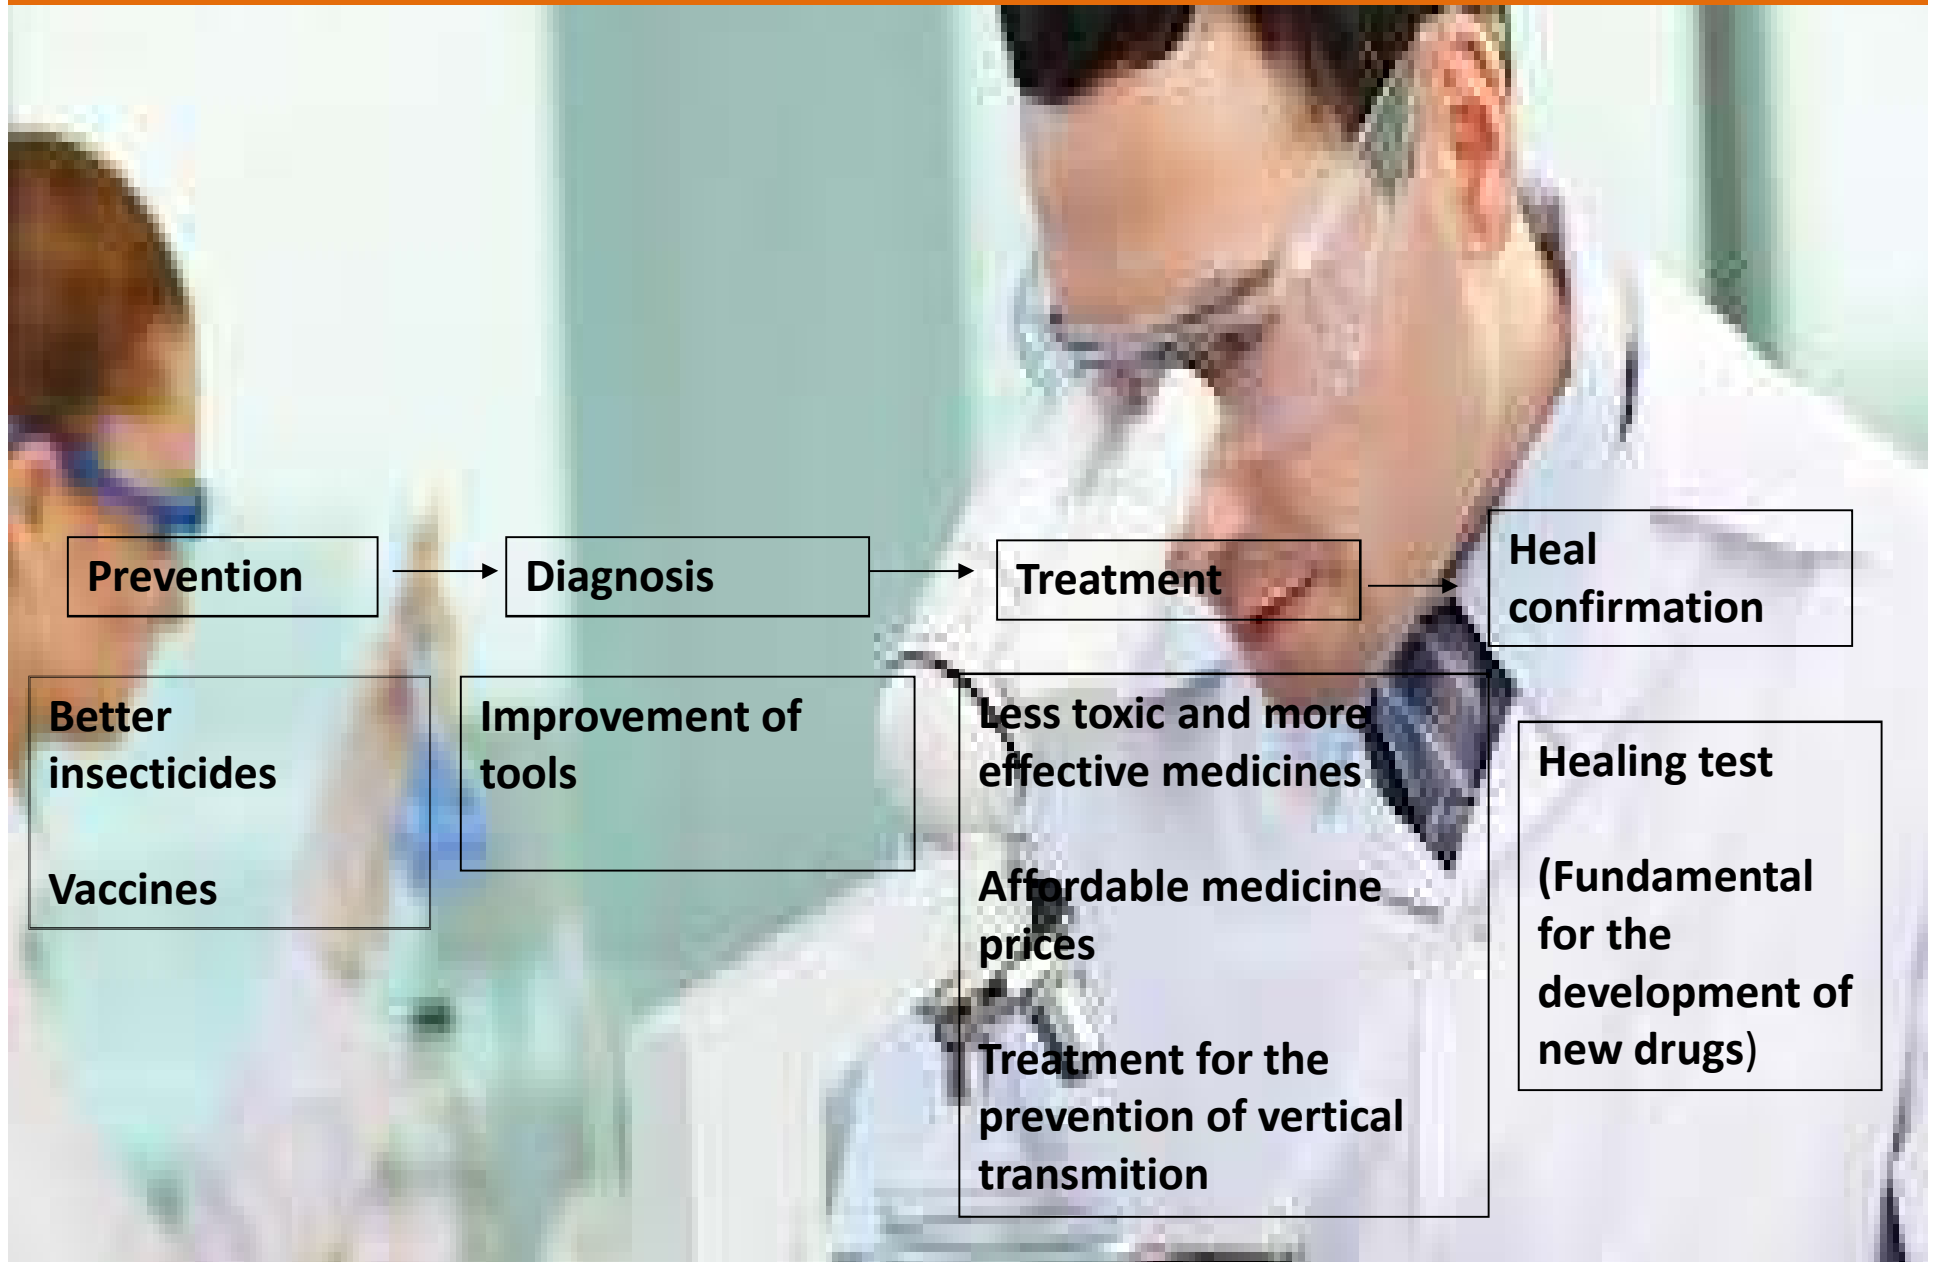 Prevention
Diagnosis
Treatment
Heal
confirmation
Better
insecticides
Vaccines
Improvement of
tools
Less toxic and more
effective medicines
Affordable medicine
prices
Treatment for the
prevention of vertical
transmition
Healing test
(Fundamental
for the
development of
new drugs)